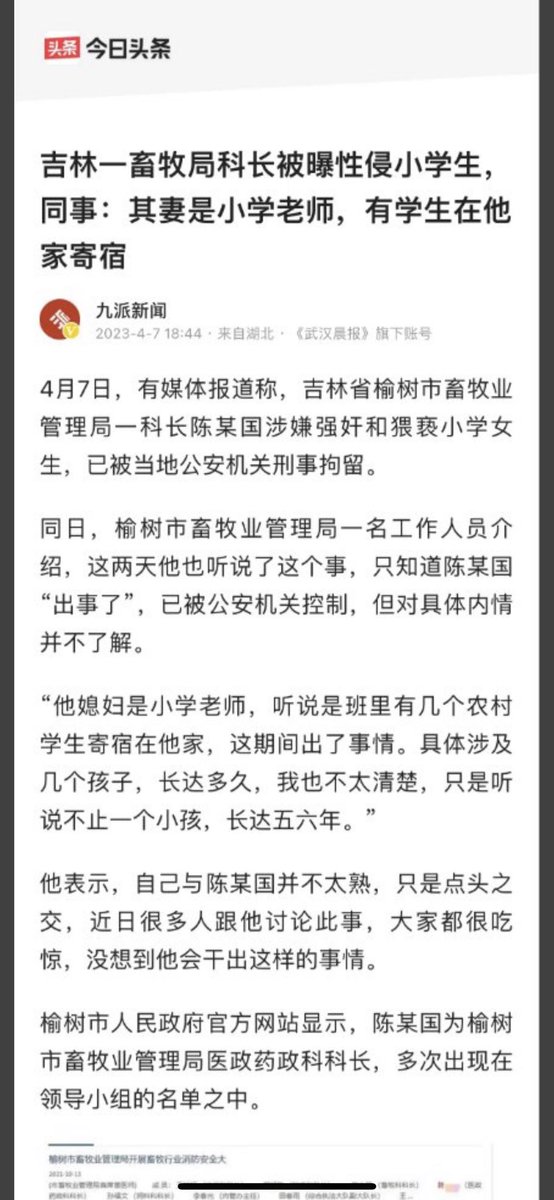 头条 今日头条
吉林一畜牧局科长被曝性侵小学生，
同事：其妻是小学老师，有学生在他
家寄宿
九派新闻
2023-4-7 18:44 · 来自湖北 · 《武汉晨报》旗下账号
4月7日，有媒体报道称，吉林省榆树市畜牧业
管理局一科长陈某国涉嫌强奸和猥亵小学女
生，已被当地公安机关刑事拘留。
同日，榆树市畜牧业管理局一名工作人员介
绍，这两天他也听说了这个事，只知道陈某国
“出事了”，已被公安机关控制，但对具体内情
并不了解。
“他媳妇是小学老师，听说是班里有几个农村
学生寄宿在他家，这期间出了事情。具体涉及
几个孩子，长达多久，我也不太清楚，只是听
说不止一个小孩，长达五六年。”
他表示，自己与陈某国并不太熟，只是点头之
交，近日很多人跟他讨论此事，大家都很吃
惊，没想到他会干出这样的事情。
榆树市人民政府官方网站显示，陈某国为榆树
市畜牧业管理局医政药政科科长，多次出现在
领导小组的名单之中。
榆树市畜牧业管理局开展畜牧行业消防安全大
2021-10-13